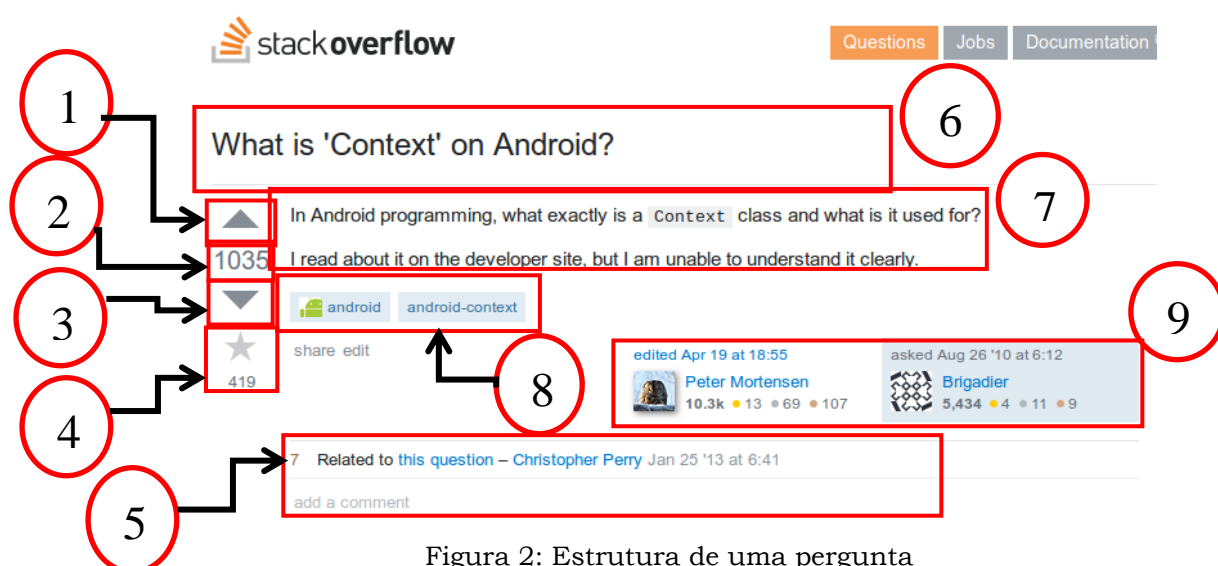 stackoverflow
Questions Jobs Documentation
1
6
What is 'Context' on Android?
2
In Android programming, what exactly is a Context class and what is it used for?
7
1035
I read about it on the developer site, but I am unable to understand it clearly.
3
android android-context
9
share edit
edited Apr 19 at 18:55
asked Aug 26 '10 at 6:12
419
8
Peter Mortensen
10.3k 13 69 107
Brigadier
5,434 4 11 9
4
7 Related to this question – Christopher Perry Jan 25 '13 at 6:41
add a comment
5
Figura 2: Estrutura de uma pergunta